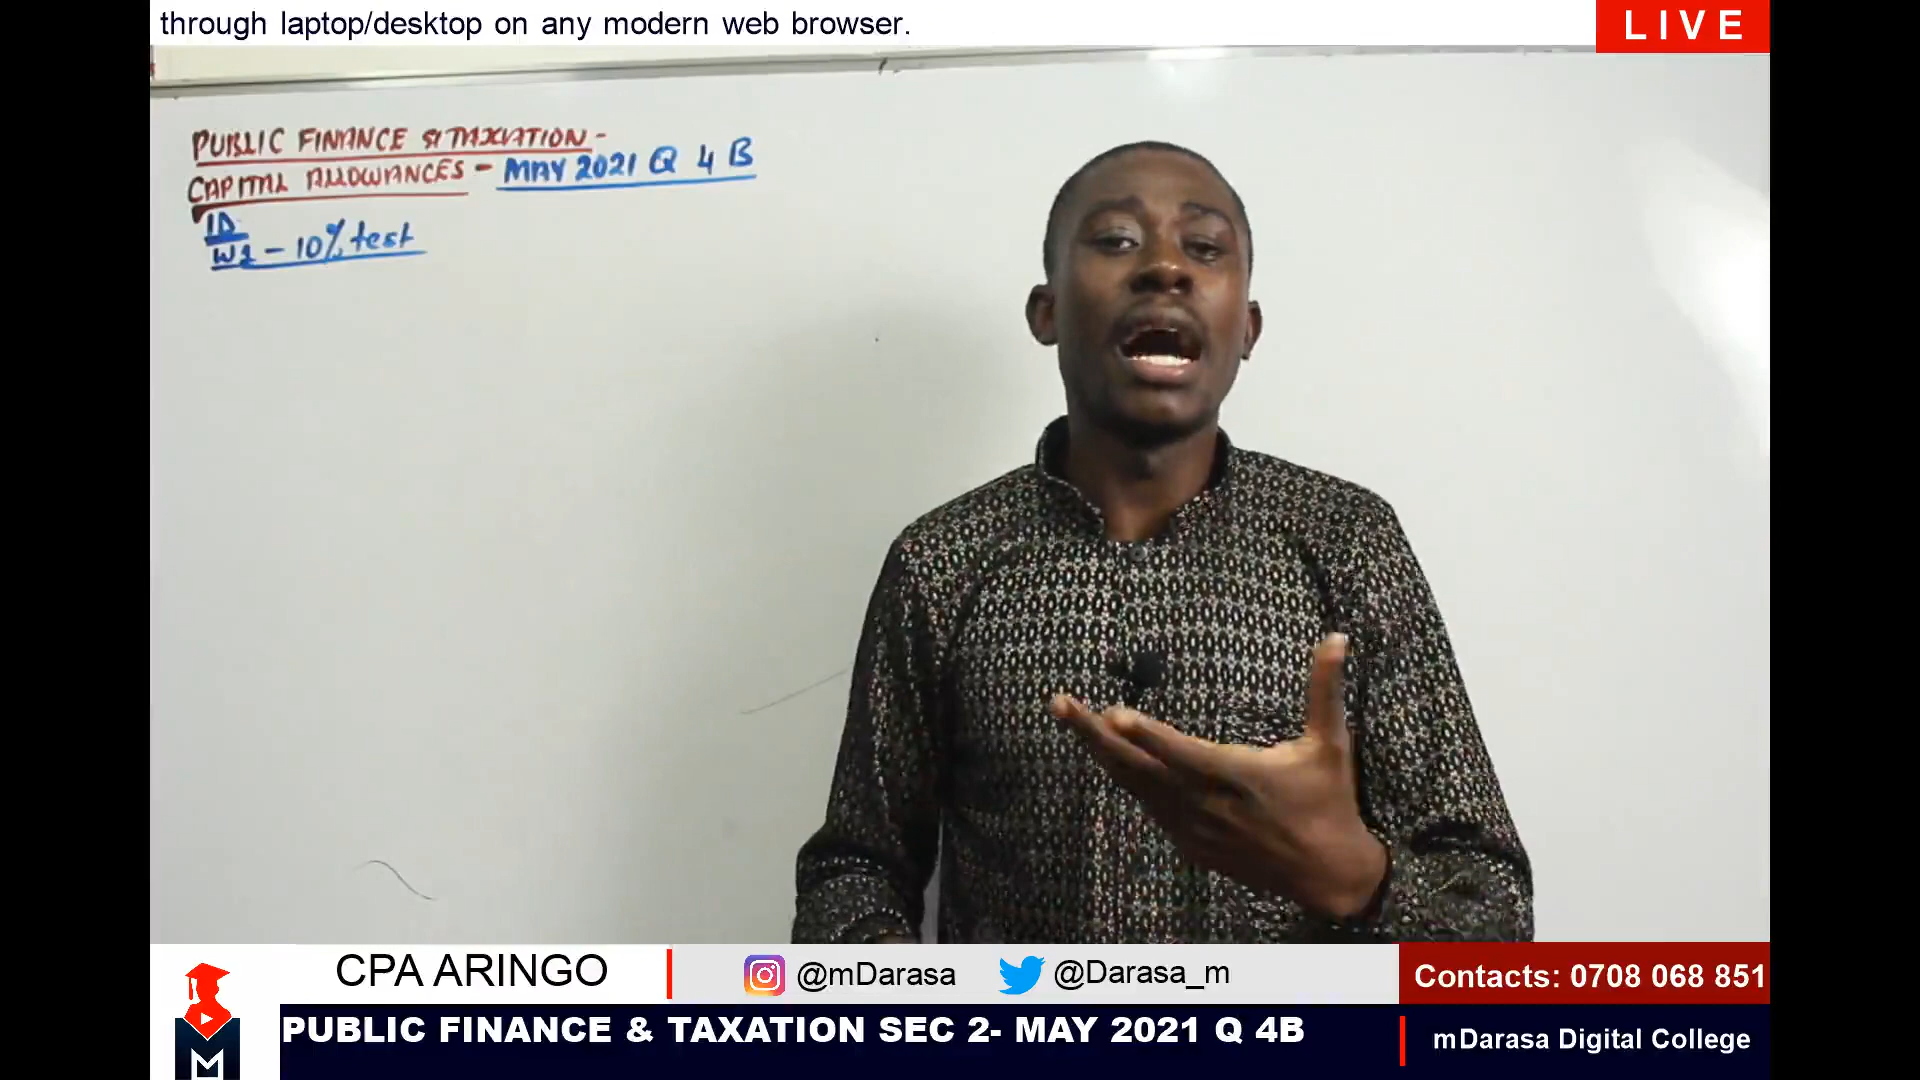 through laptop/desktop on any modern web browser.
LIVE
PUBLIC FINANCE & TAXATION -
CAPITAL ALLOWANCES - MAY 2021 Q 4 B
ID
W1 - 10% test
CPA ARINGO
@mDarasa
@Darasa_m
Contacts: 0708 068 851
M
PUBLIC FINANCE & TAXATION SEC 2- MAY 2021 Q 4B
mDarasa Digital College